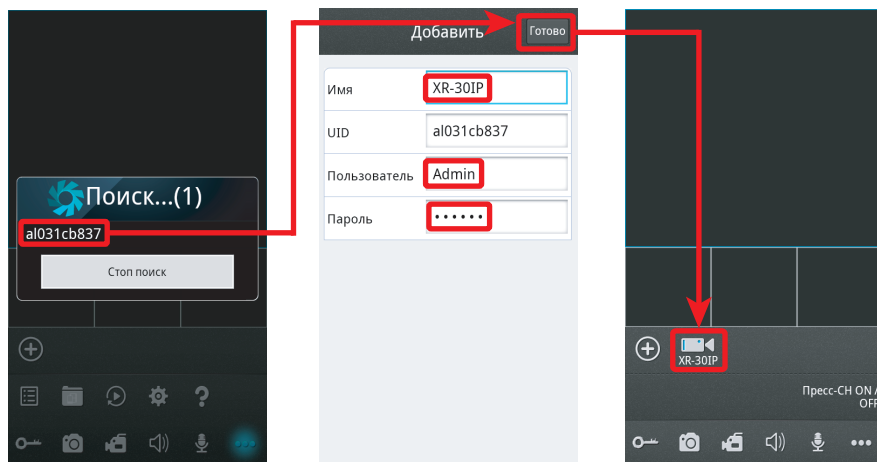 Поиск...(1)
al031cb837
Стоп поиск
Добавить
Готово
Имя
XR-30IP
UID
al031cb837
Пользователь
Admin
Пароль
••••••
XR-30IP
Пресс-CH ON /
OFF